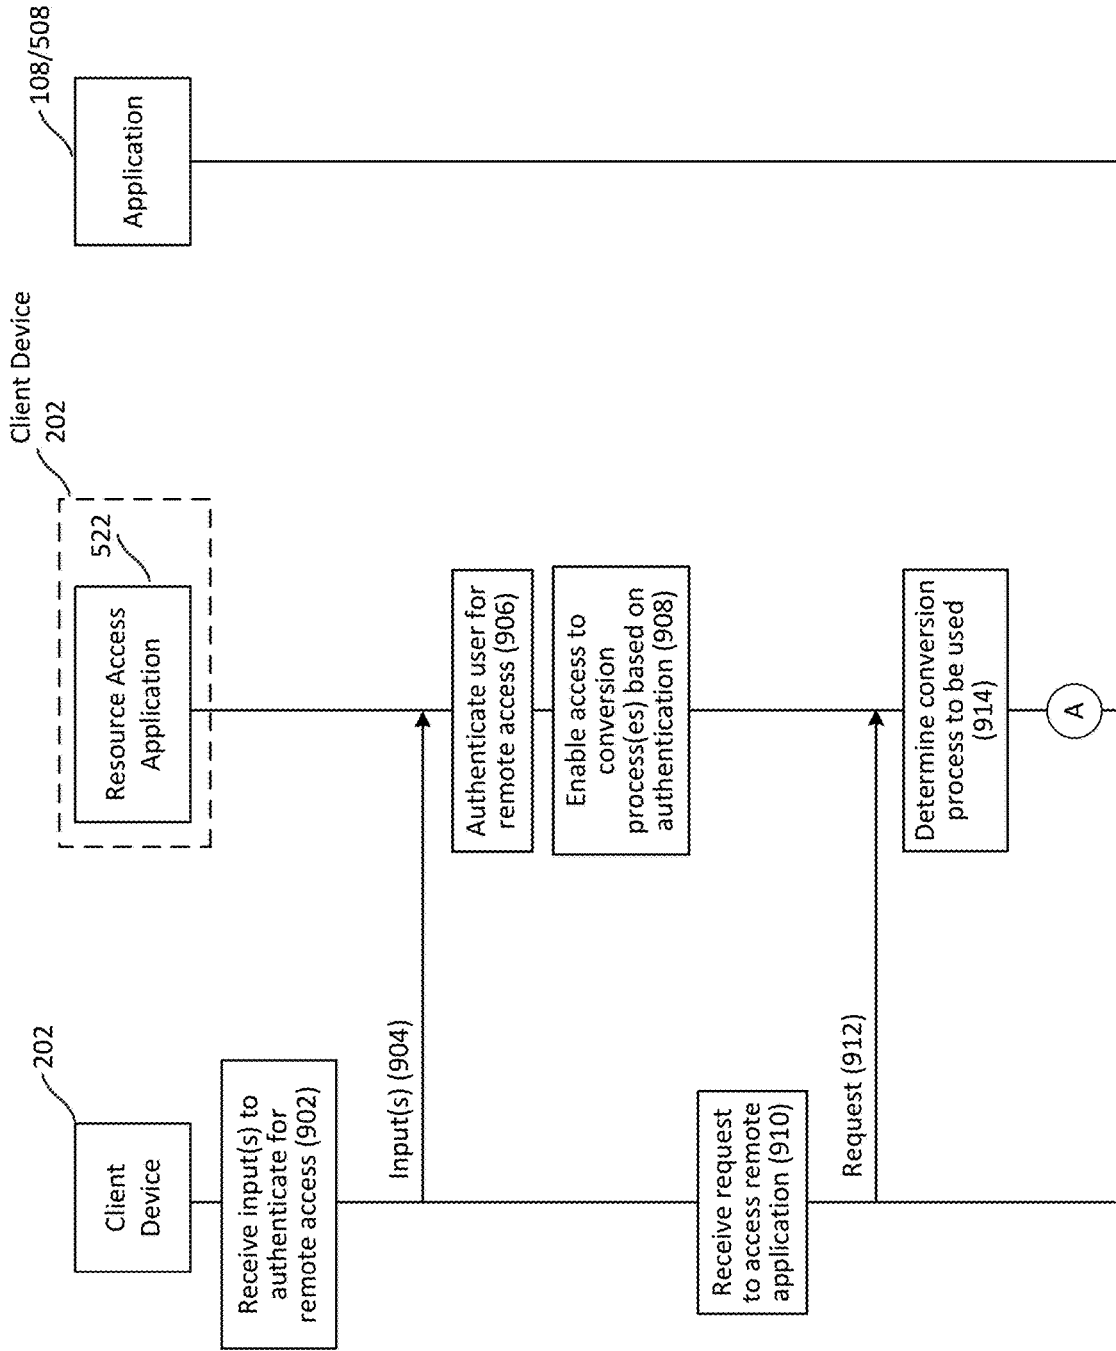 Client
Device
202
Receive input(s) to
authenticate for
remote access (902)
Input(s) (904)
Receive request
to access remote
application (910)
Request (912)
Client Device
202
522
Resource Access
Application
Authenticate user for
remote access (906)
Enable access to
conversion
process(es) based on
authentication (908)
Determine conversion
process to be used
(914)
A
108/508
Application